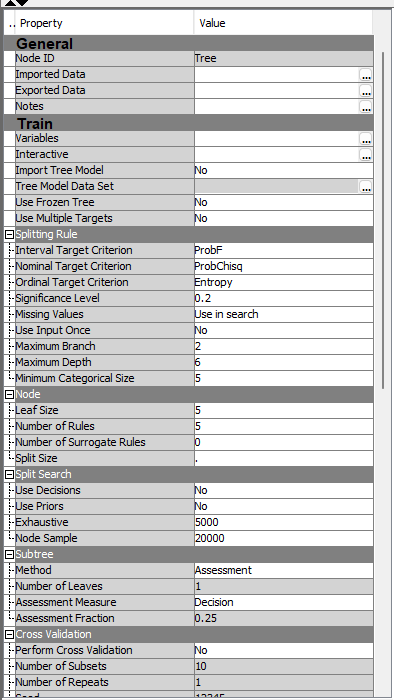 .. Property Value
General
Node ID Tree
Imported Data ...
Exported Data ...
Notes ...
Train
Variables ...
Interactive ...
Import Tree Model No
Tree Model Data Set ...
Use Frozen Tree No
Use Multiple Targets No
Splitting Rule
Interval Target Criterion ProbF
Nominal Target Criterion ProbChisq
Ordinal Target Criterion Entropy
Significance Level 0.2
Missing Values Use in search
Use Input Once No
Maximum Branch 2
Maximum Depth 6
Minimum Categorical Size 5
Node
Leaf Size 5
Number of Rules 5
Number of Surrogate Rules 0
Split Size .
Split Search
Use Decisions No
Use Priors No
Exhaustive 5000
Node Sample 20000
Subtree
Method Assessment
Number of Leaves 1
Assessment Measure Decision
Assessment Fraction 0.25
Cross Validation
Perform Cross Validation No
Number of Subsets 10
Number of Repeats 1
Seed 12345